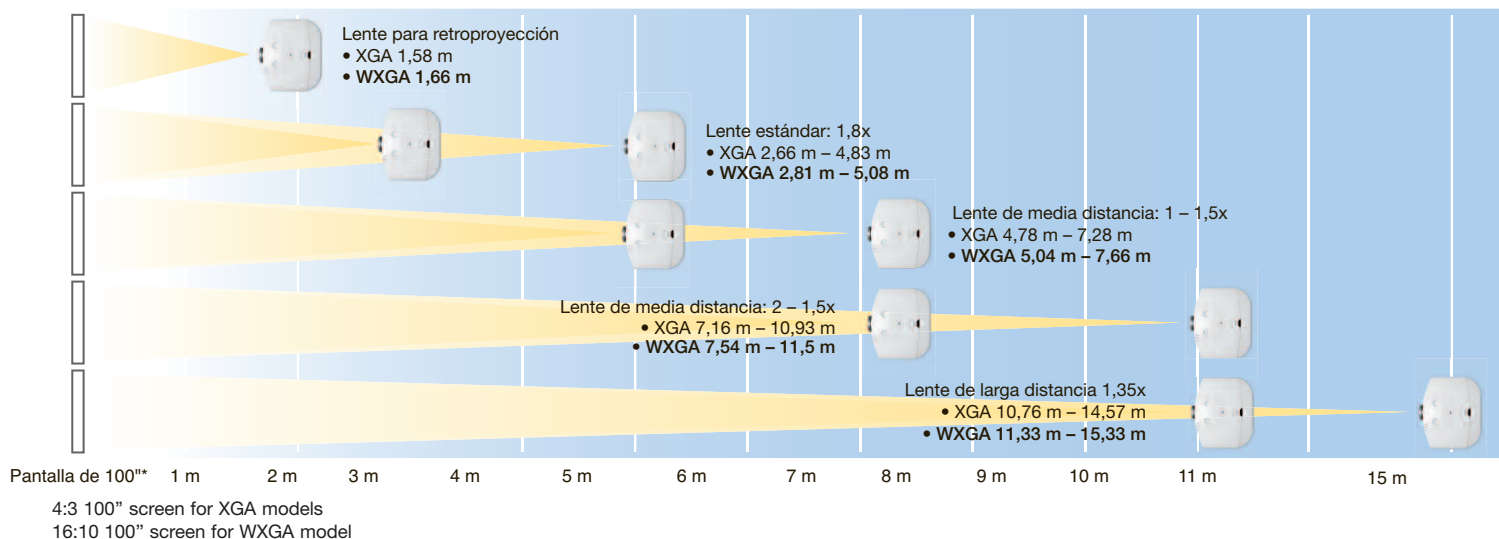 Lente para retroproyección
• XGA 1,58 m
• WXGA 1,66 m
Lente estándar: 1,8x
• XGA 2,66 m – 4,83 m
• WXGA 2,81 m – 5,08 m
Lente de media distancia: 1 – 1,5x
• XGA 4,78 m – 7,28 m
• WXGA 5,04 m – 7,66 m
Lente de media distancia: 2 – 1,5x
• XGA 7,16 m – 10,93 m
• WXGA 7,54 m – 11,5 m
Lente de larga distancia 1,35x
• XGA 10,76 m – 14,57 m
• WXGA 11,33 m – 15,33 m
Pantalla de 100"* 1 m 2 m 3 m 4 m 5 m 6 m 7 m 8 m 9 m 10 m 11 m 15 m
4:3 100” screen for XGA models
16:10 100” screen for WXGA model